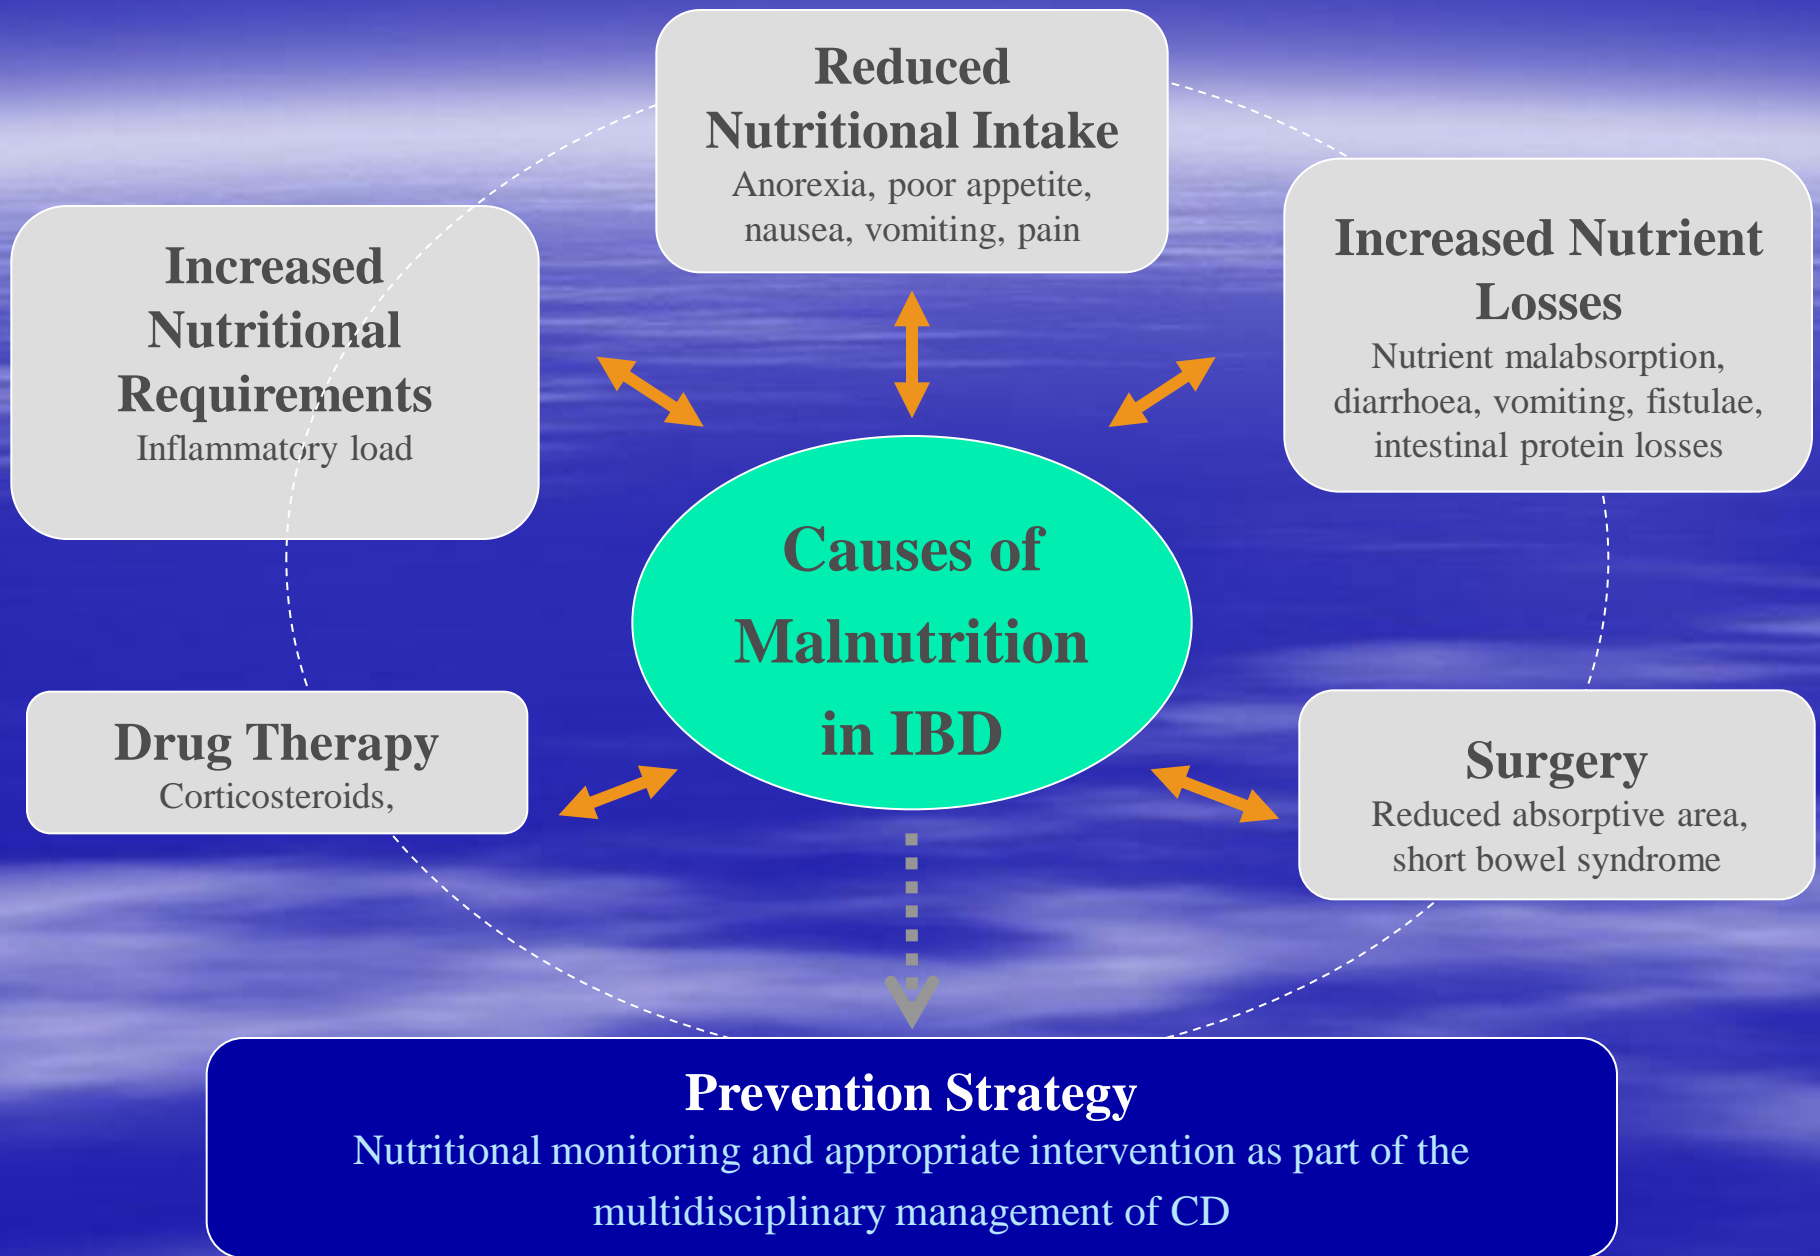 Reduced
Nutritional Intake
Anorexia, poor appetite,
nausea, vomiting, pain
Increased
Nutritional
Requirements
Inflammatory load
Increased Nutrient
Losses
Nutrient malabsorption,
diarrhoea, vomiting, fistulae,
intestinal protein losses
Causes of
Malnutrition
in IBD
Drug Therapy
Corticosteroids,
Surgery
Reduced absorptive area,
short bowel syndrome
Prevention Strategy
Nutritional monitoring and appropriate intervention as part of the
multidisciplinary management of CD